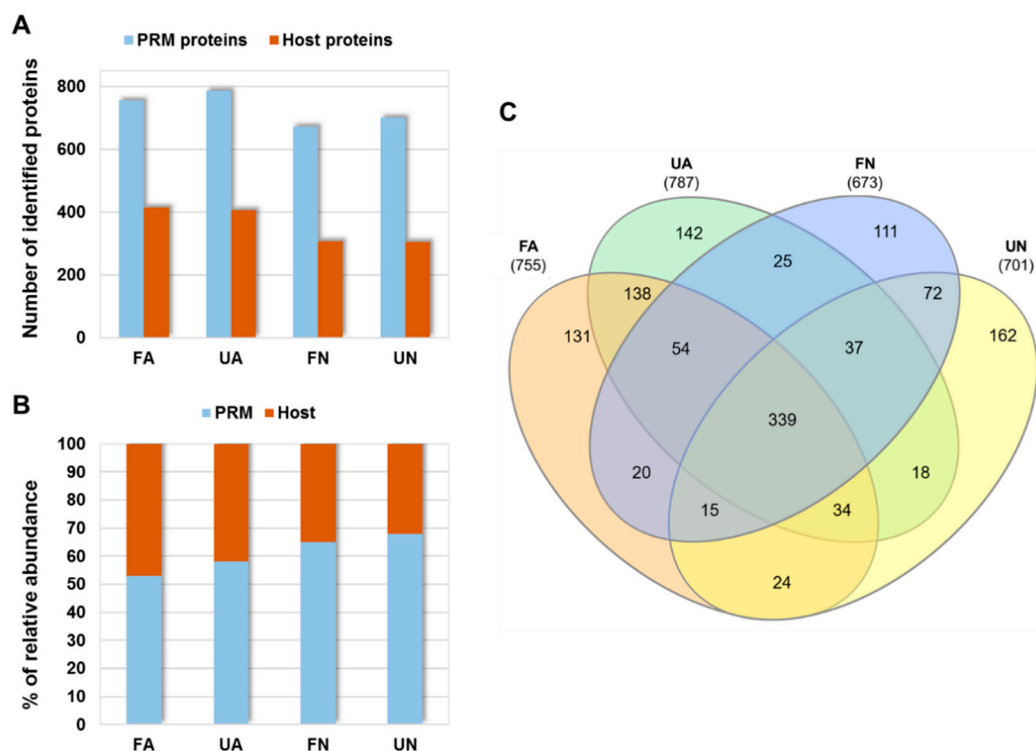 A
PRM proteins Host proteins
Number of identified proteins
800
600
400
200
0
FA UA FN UN
B
PRM Host
% of relative abundance
100
90
80
70
60
50
40
30
20
10
0
FA UA FN UN
C
UA FN
(787) (673)
FA UN
(755) (701)
142 25 111
138 72
131 54 37 162
339
20 18
15 34
24